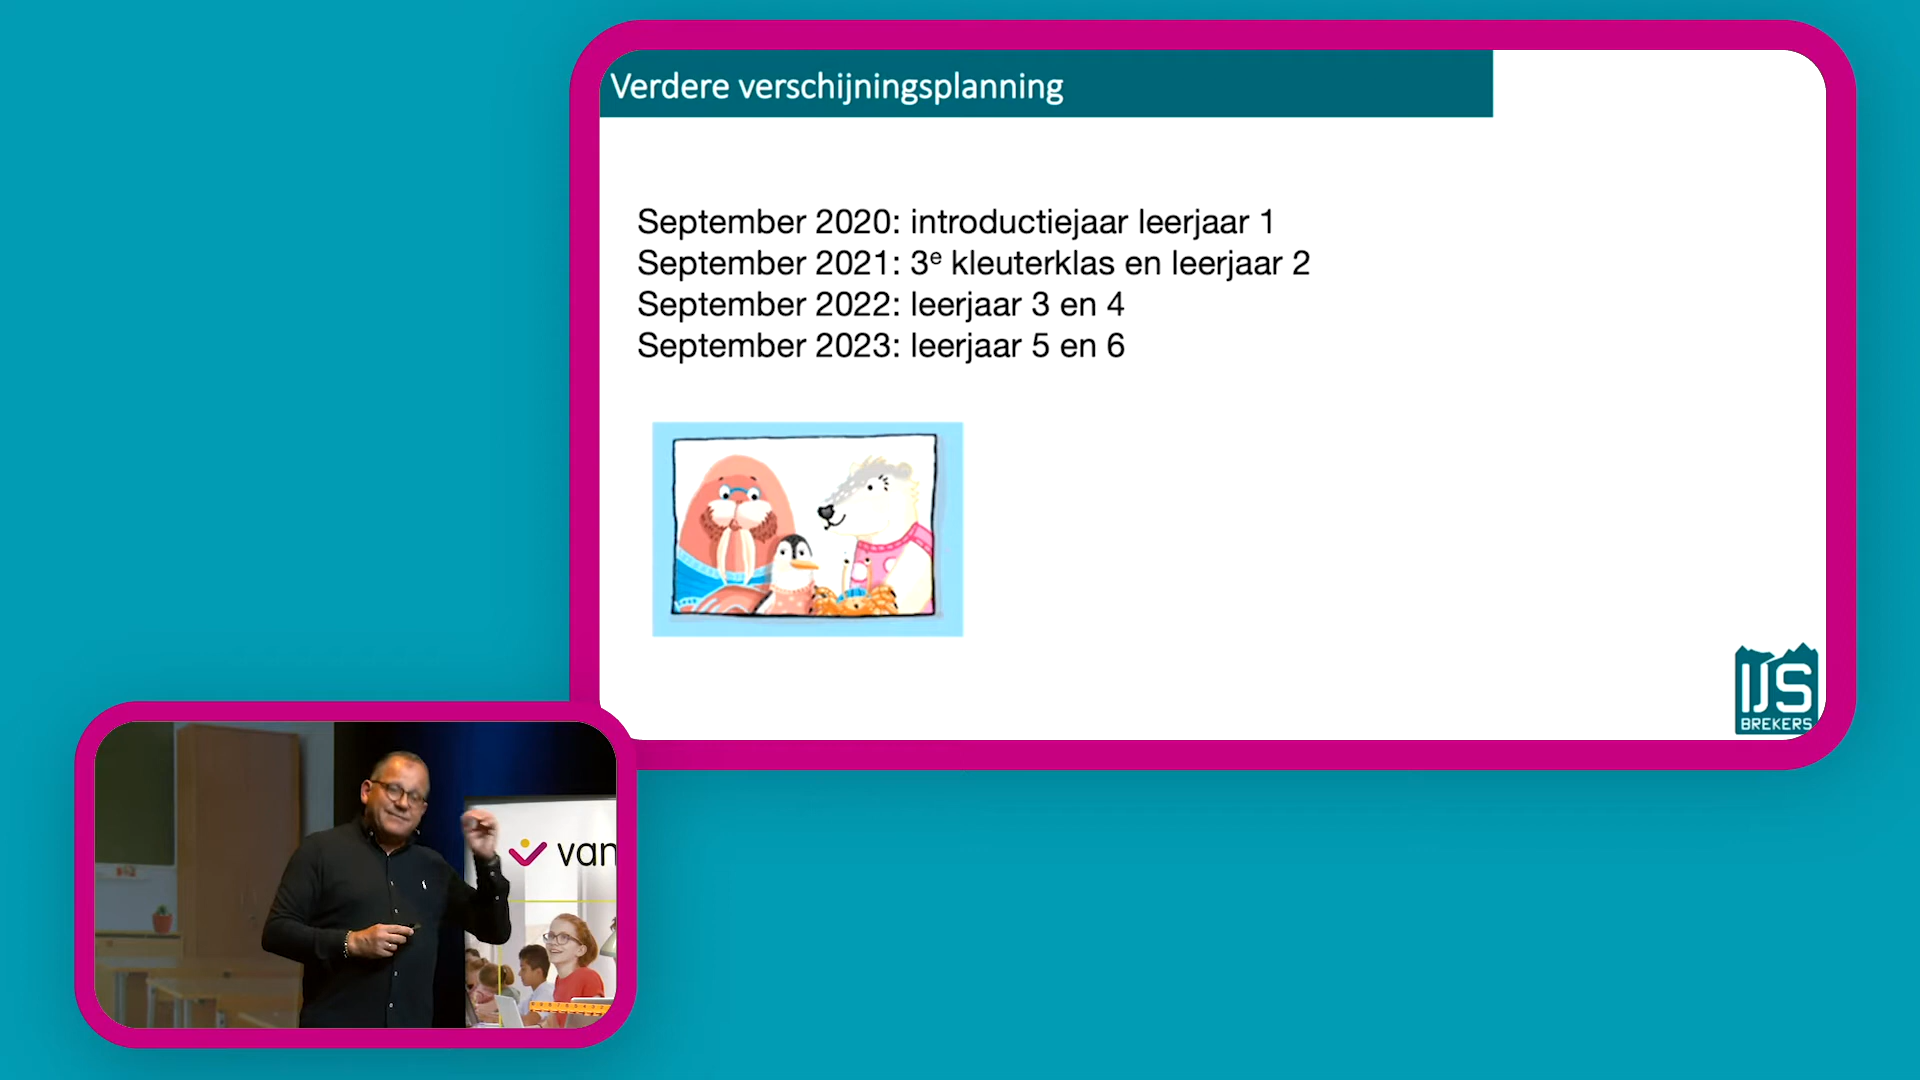 Verdere verschijningsplanning
September 2020: introductiejaar leerjaar 1
September 2021: 3ᵉ kleuterklas en leerjaar 2
September 2022: leerjaar 3 en 4
September 2023: leerjaar 5 en 6
IJS
BREKERS
van